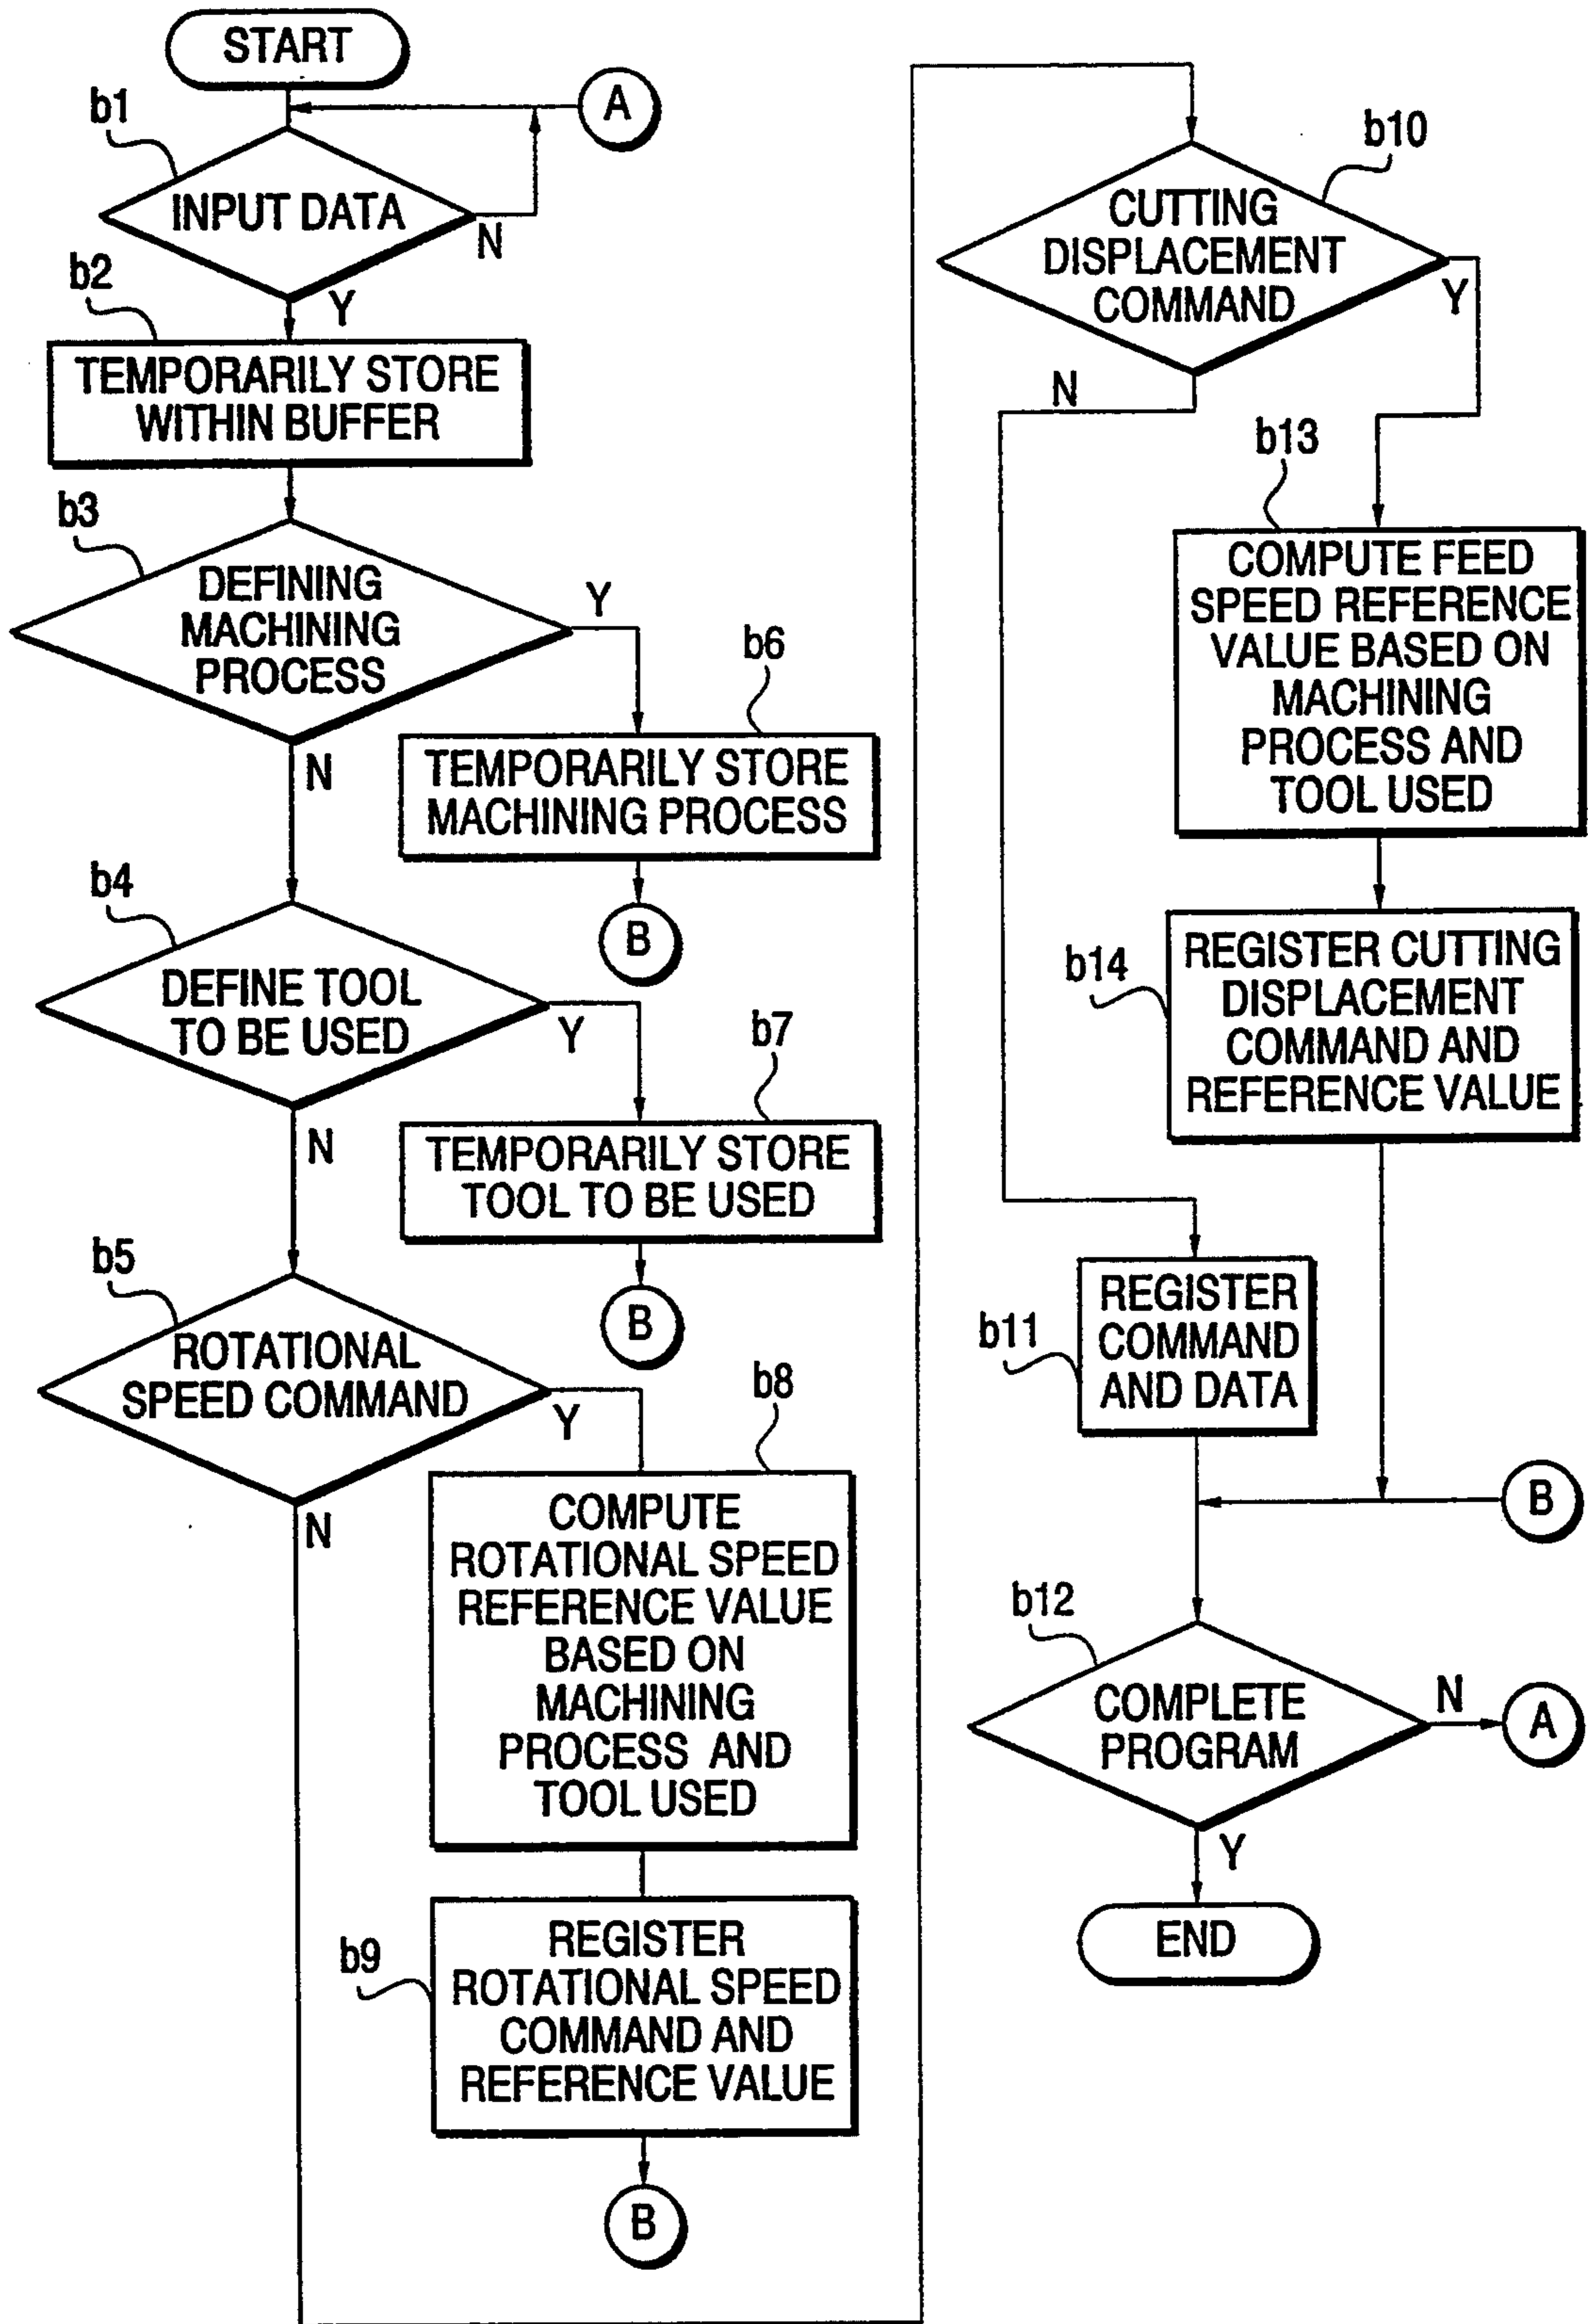 START
A
b1
INPUT DATA
N
Y
b2
TEMPORARILY STORE
WITHIN BUFFER
b3
DEFINING
MACHINING
PROCESS
Y
N
b6
TEMPORARILY STORE
MACHINING PROCESS
B
b4
DEFINE TOOL
TO BE USED
Y
N
b7
TEMPORARILY STORE
TOOL TO BE USED
B
b5
ROTATIONAL
SPEED COMMAND
Y
N
b8
COMPUTE
ROTATIONAL SPEED
REFERENCE VALUE
BASED ON
MACHINING
PROCESS AND
TOOL USED
b9
REGISTER
ROTATIONAL SPEED
COMMAND AND
REFERENCE VALUE
B
b10
CUTTING
DISPLACEMENT
COMMAND
Y
N
b13
COMPUTE FEED
SPEED REFERENCE
VALUE BASED ON
MACHINING
PROCESS AND
TOOL USED
b14
REGISTER CUTTING
DISPLACEMENT
COMMAND AND
REFERENCE VALUE
b11
REGISTER
COMMAND
AND DATA
B
b12
COMPLETE
PROGRAM
N
A
Y
END